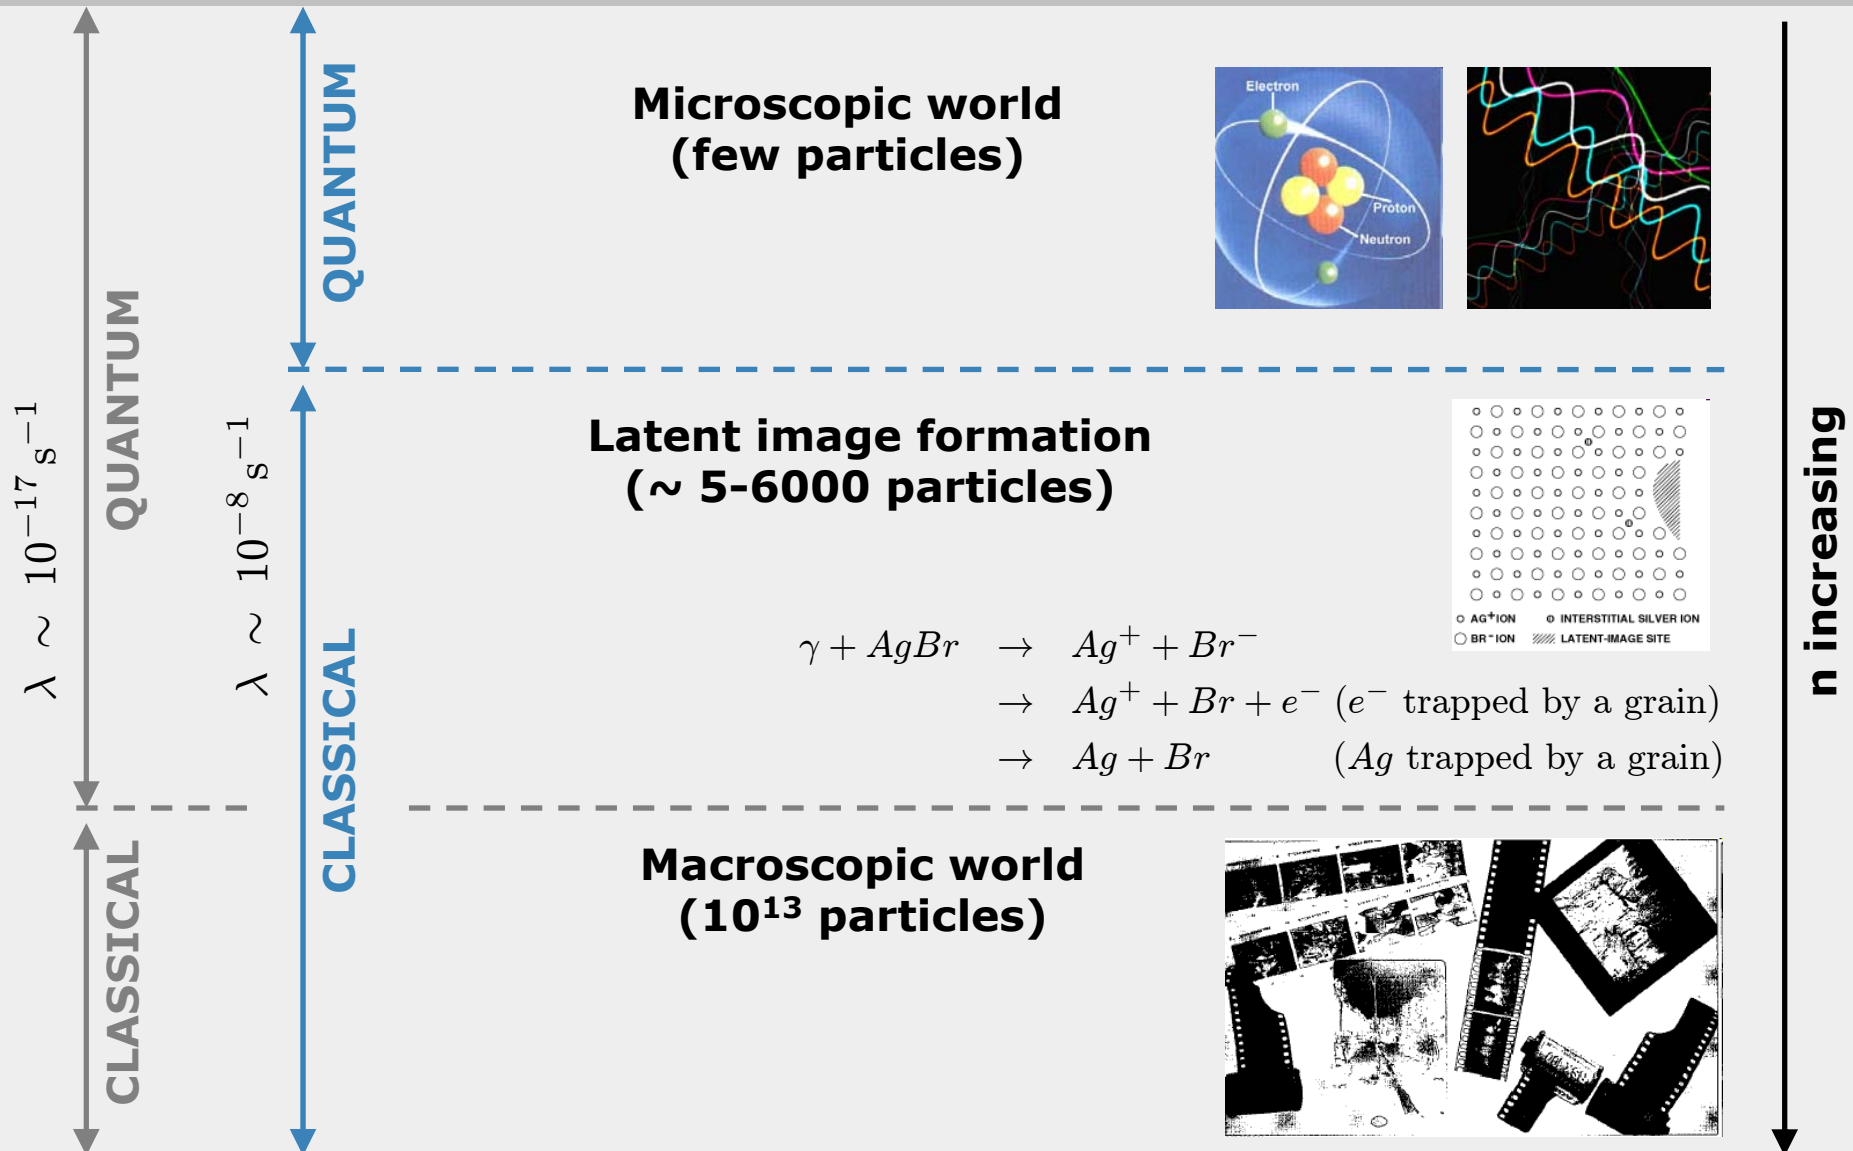 λ ~ 10⁻¹⁷ s⁻¹
QUANTUM
CLASSICAL
λ ~ 10⁻⁸ s⁻¹
QUANTUM
CLASSICAL
Microscopic world
(few particles)
Electron
Proton
Neutron
Latent image formation
(~ 5-6000 particles)
AG⁺ION
INTERSTITIAL SILVER ION
BR⁻ION
LATENT-IMAGE SITE
γ + AgBr → Ag⁺ + Br⁻
→ Ag⁺ + Br + e⁻ (e⁻ trapped by a grain)
→ Ag + Br (Ag trapped by a grain)
Macroscopic world
(10¹³ particles)
n increasing